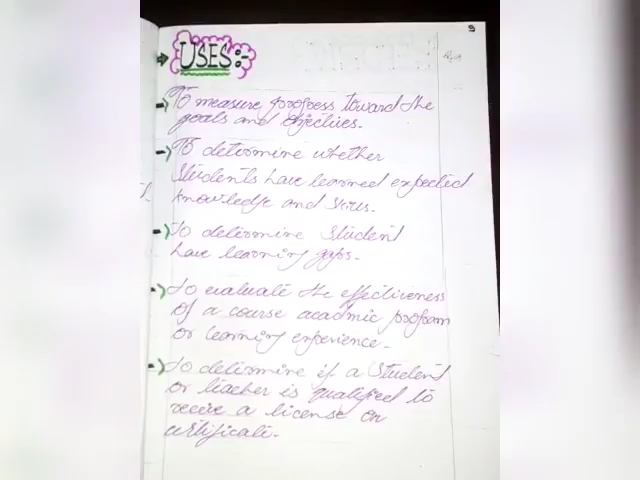 USES:-
To measure progress toward the
goals and objectives.
To determine whether
Students have learned expected
knowledge and skills.
To determine Student
have learning gaps.
To evaluate the effectiveness
of a course academic program
or learning experience.
To determine if a Student
or teacher is qualified to
receive a license or
certificate.